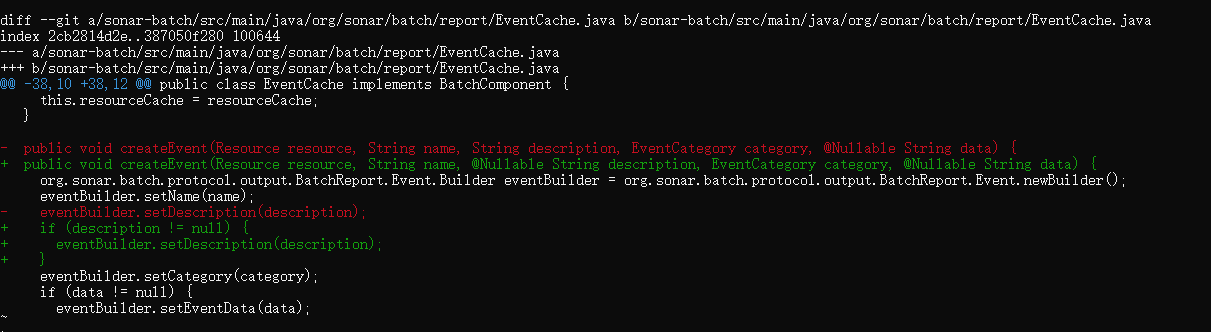 diff --git a/sonar-batch/src/main/java/org/sonar/batch/report/EventCache.java b/sonar-batch/src/main/java/org/sonar/batch/report/EventCache.java
index 2cb2814d2e..387050f280 100644
--- a/sonar-batch/src/main/java/org/sonar/batch/report/EventCache.java
+++ b/sonar-batch/src/main/java/org/sonar/batch/report/EventCache.java
@@ -38,10 +38,12 @@ public class EventCache implements BatchComponent {
     this.resourceCache = resourceCache;
   }

-  public void createEvent(Resource resource, String name, String description, EventCategory category, @Nullable String data) {
+  public void createEvent(Resource resource, String name, @Nullable String description, EventCategory category, @Nullable String data) {
     org.sonar.batch.protocol.output.BatchReport.Event.Builder eventBuilder = org.sonar.batch.protocol.output.BatchReport.Event.newBuilder();
     eventBuilder.setName(name);
-    eventBuilder.setDescription(description);
+    if (description != null) {
+      eventBuilder.setDescription(description);
+    }
     eventBuilder.setCategory(category);
     if (data != null) {
       eventBuilder.setEventData(data);
~